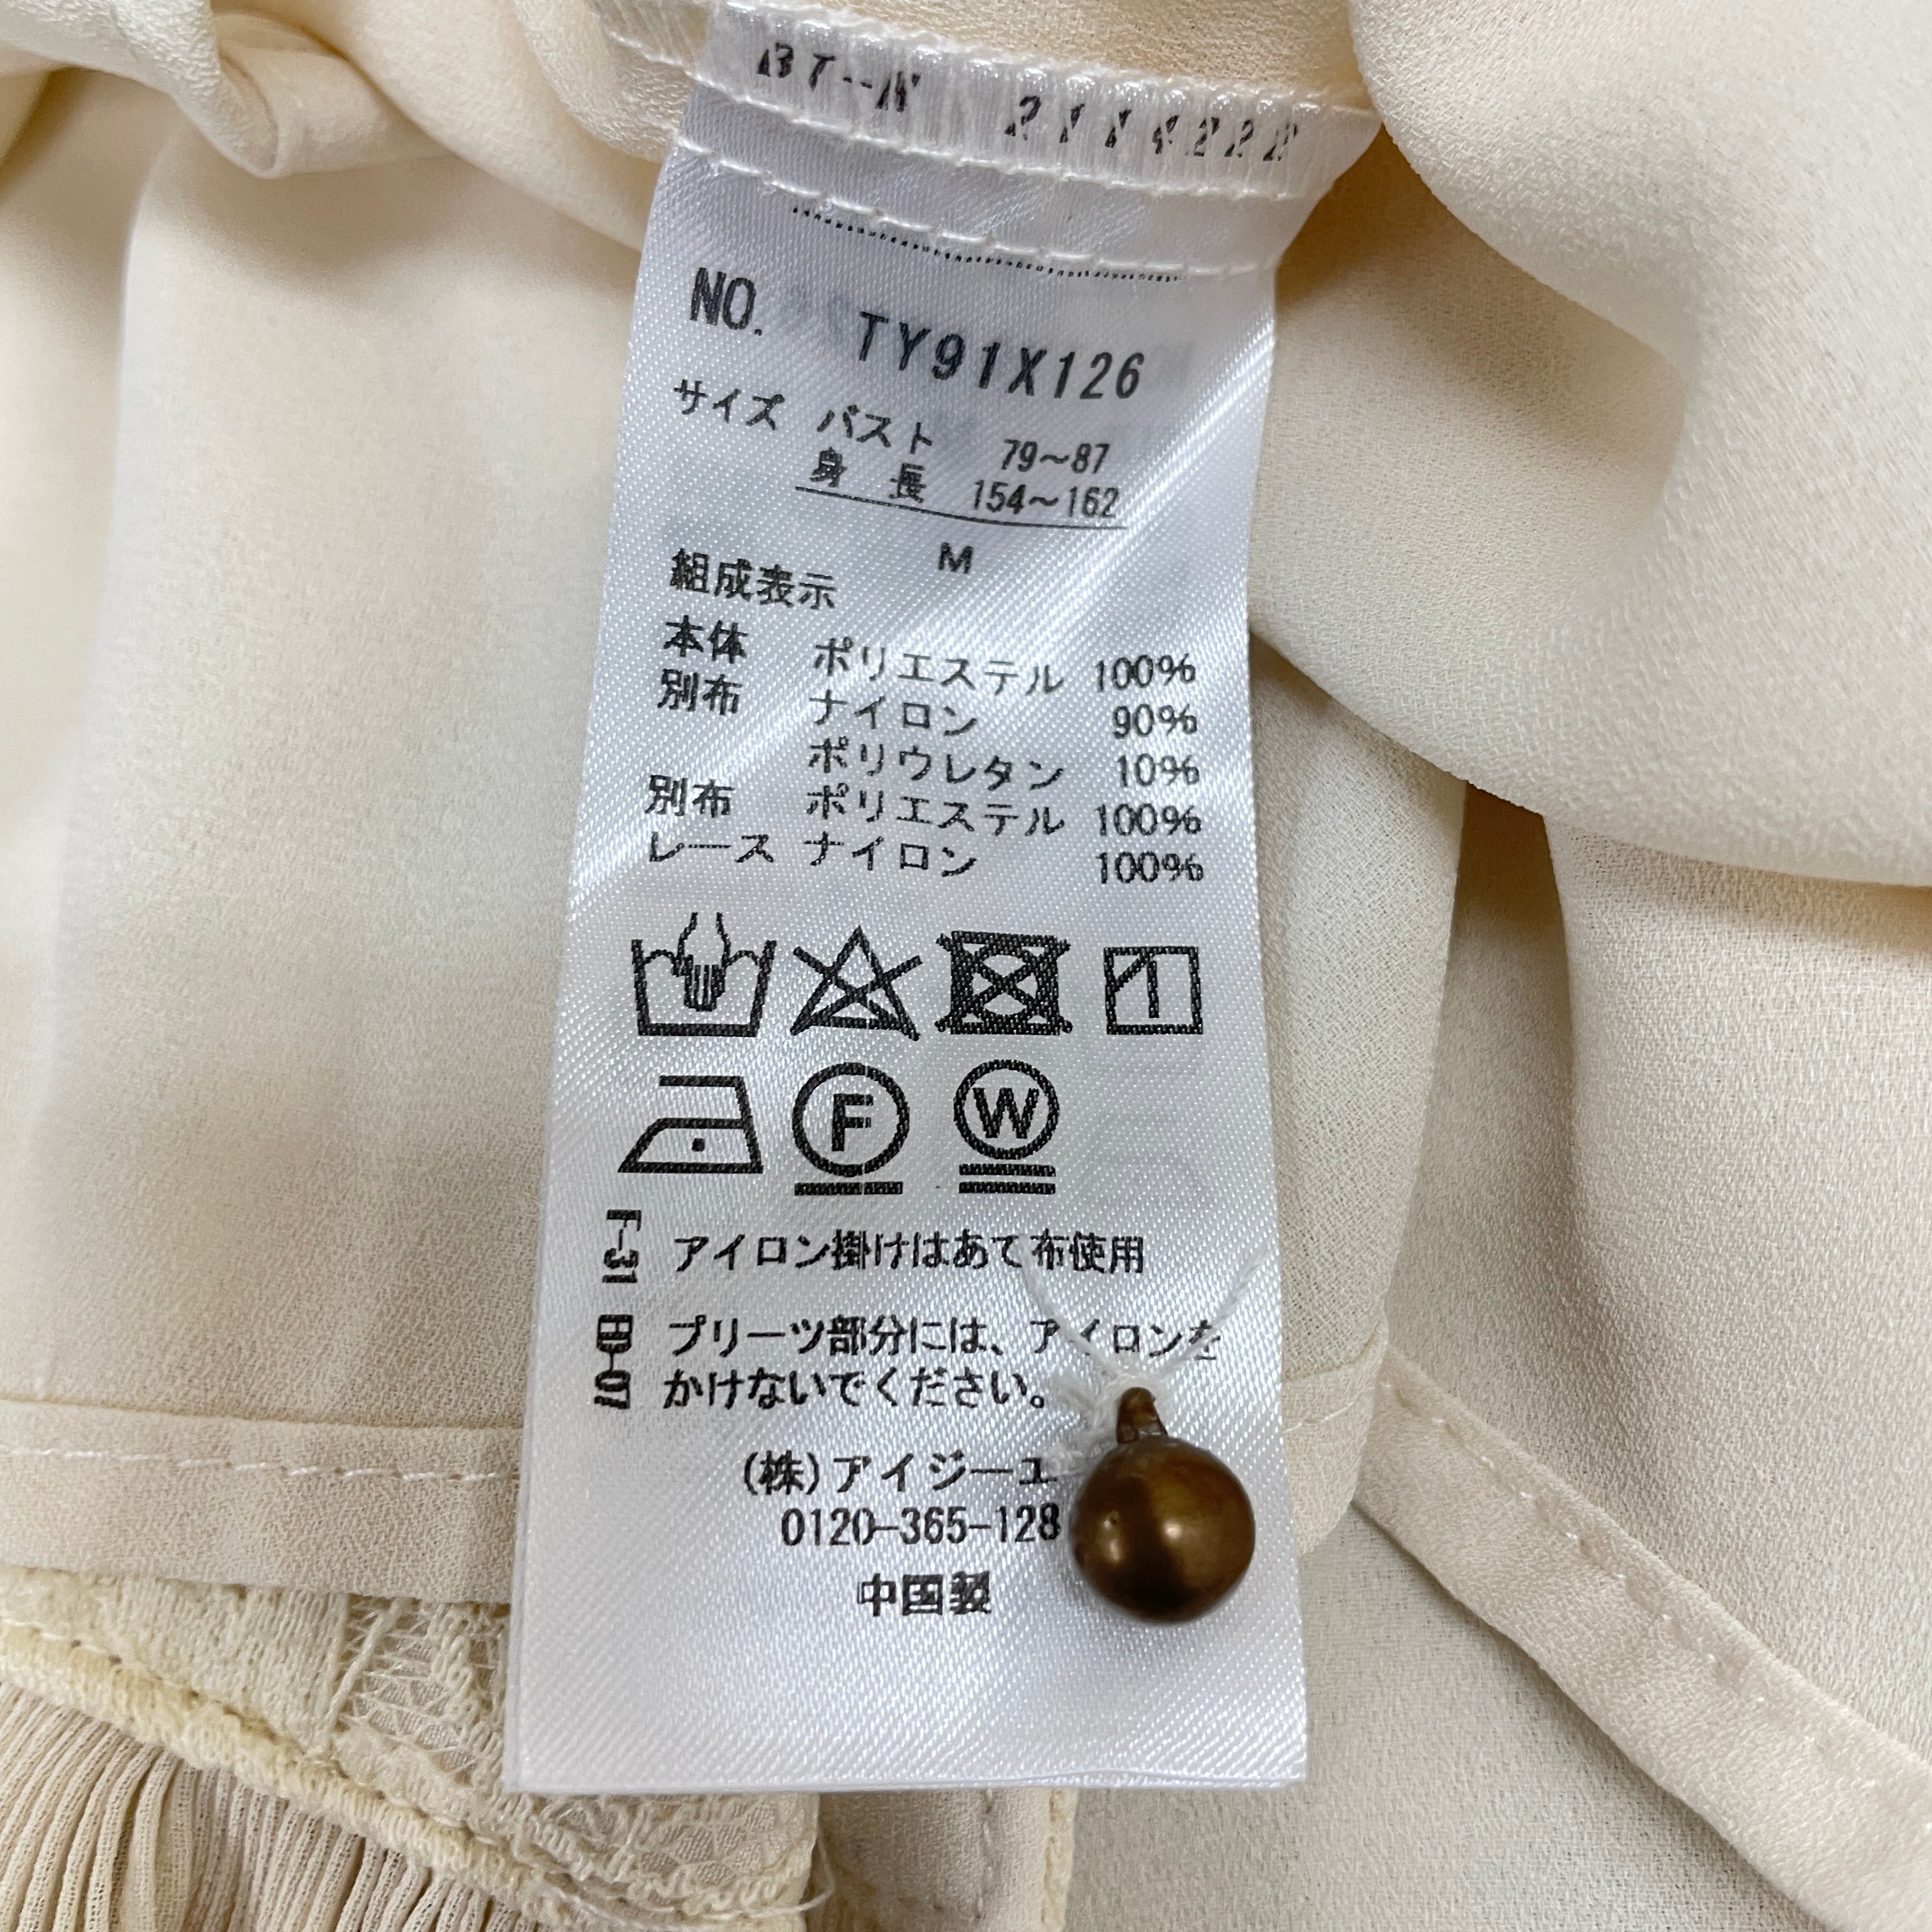 NO. TY91X126
サイズ バスト 79～87
身 長 154～162
M
組成表示
本体 ポリエステル 100%
別布 ナイロン 90%
ポリウレタン 10%
別布 ポリエステル 100%
レース ナイロン 100%
F
W
F-31 アイロン掛けはあて布使用
プリーツ部分には、アイロンを
かけないでください。
(株)アイジーユ
0120-365-128
中国製